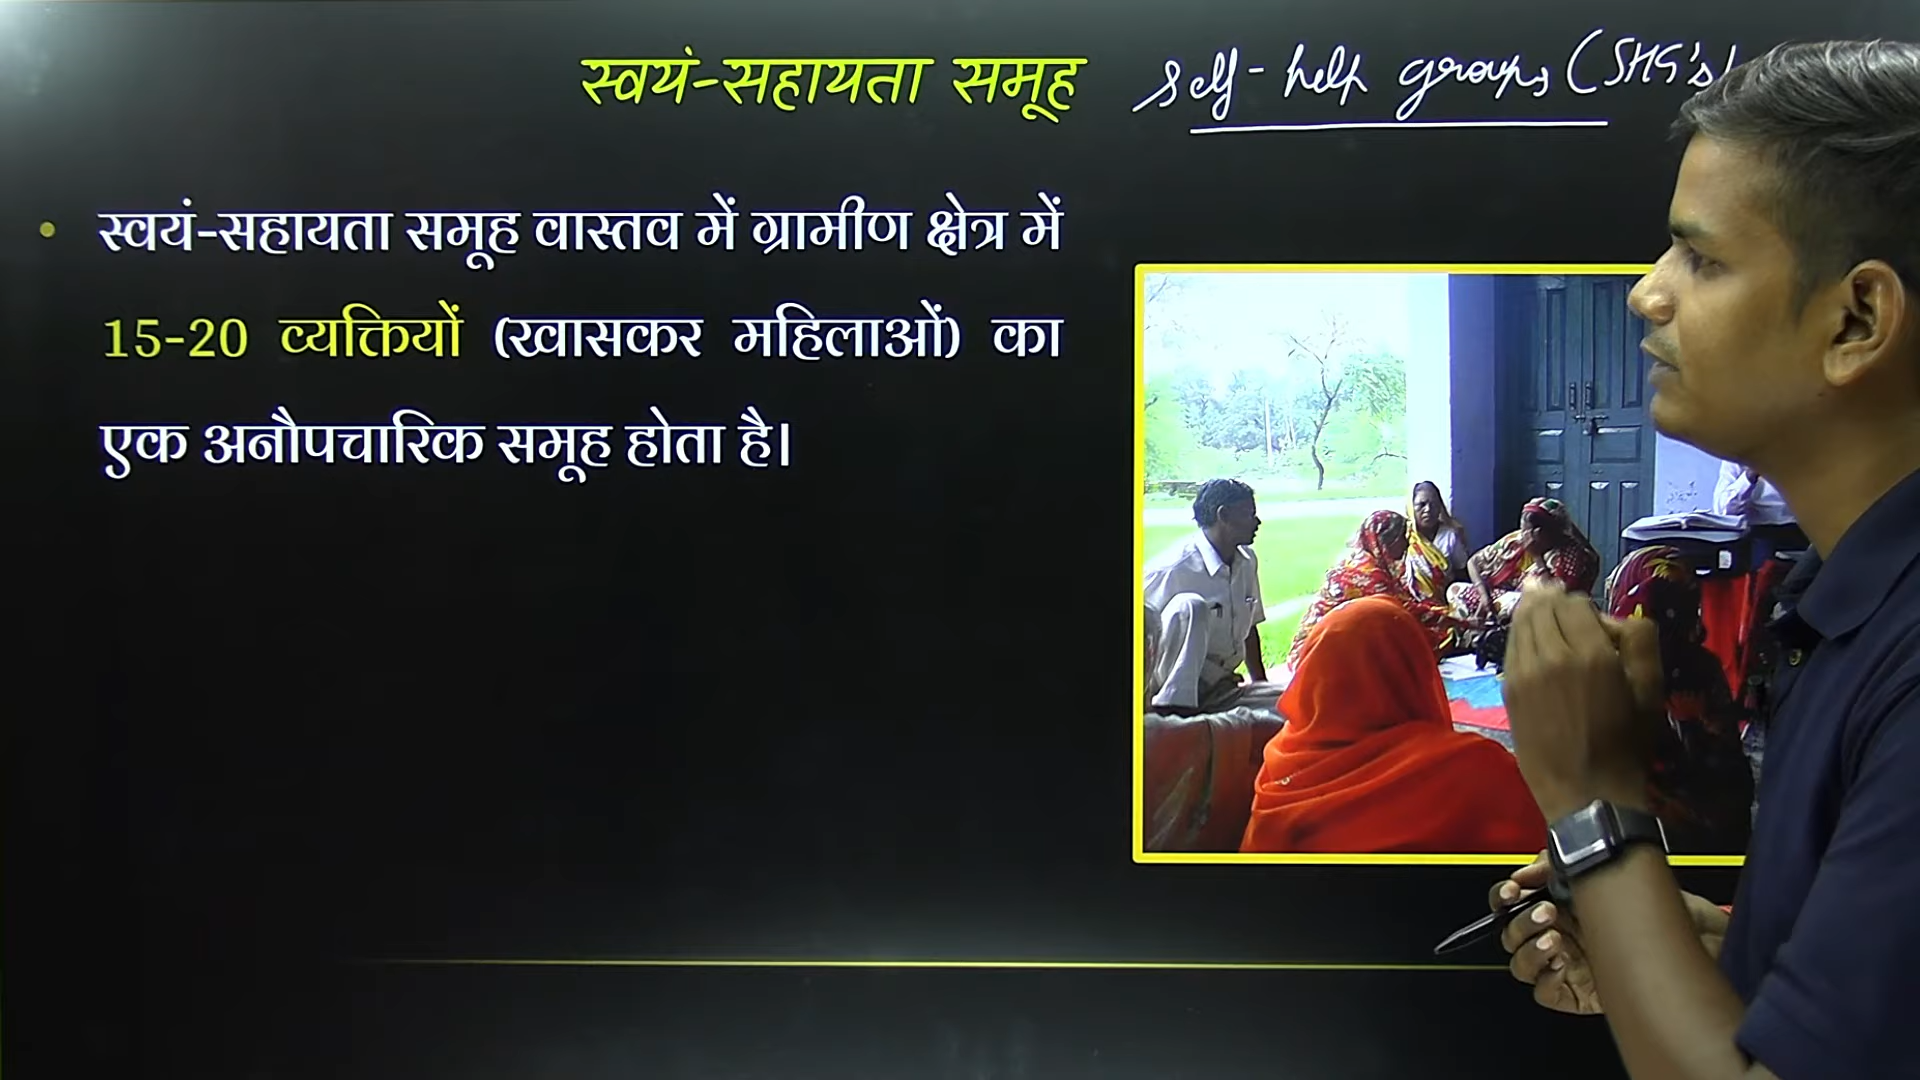 स्वयं-सहायता समूह self-help groups (SHG's)
स्वयं-सहायता समूह वास्तव में ग्रामीण क्षेत्र में
15-20 व्यक्तियों (खासकर महिलाओं) का
एक अनौपचारिक समूह होता है।